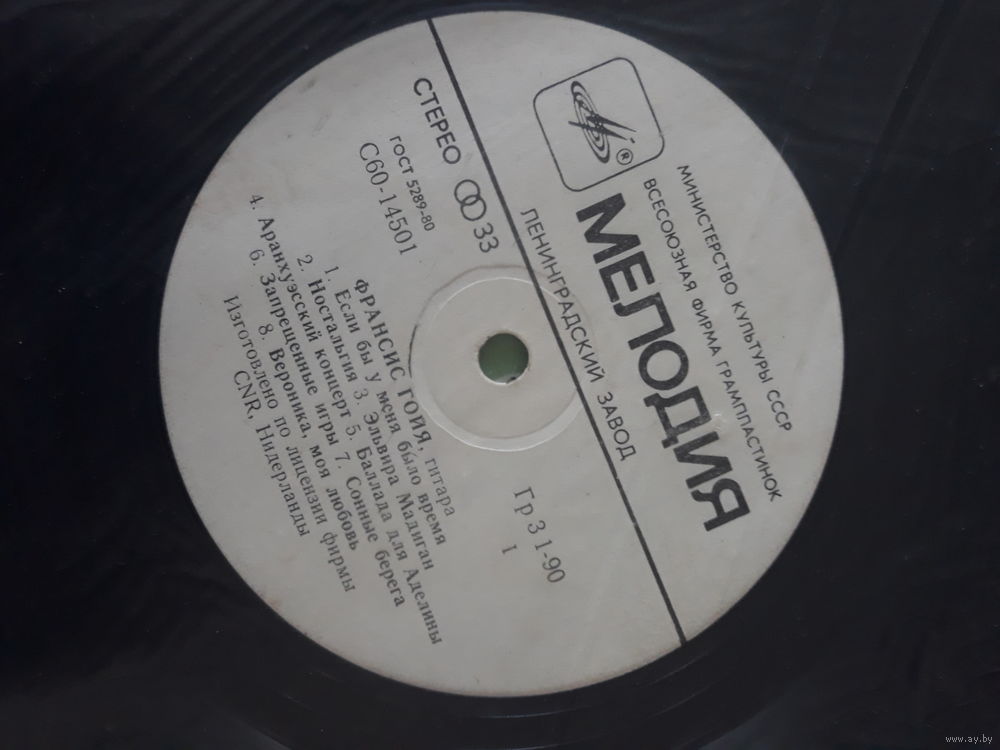 МИНИСТЕРСТВО КУЛЬТУРЫ СССР
ВСЕСОЮЗНАЯ ФИРМА ГРАМПЛАСТИНОК
®
МЕЛОДИЯ
ЛЕНИНГРАДСКИЙ ЗАВОД
СТЕРЕО 33
ГОСТ 5289-80
С60-14501
Гр 3 1-90
1
ФРАНСИС ГОЙЯ, гитара
1. Если бы у меня было время
2. Ностальгия 3. Эльвира Мадиган
4. Аранхуэсский концерт 5. Баллада для Аделины
6. Запрещенные игры 7. Сонные берега
8. Вероника, моя любовь
Изготовлено по лицензии фирмы
CNR, Нидерланды
www.ay.by